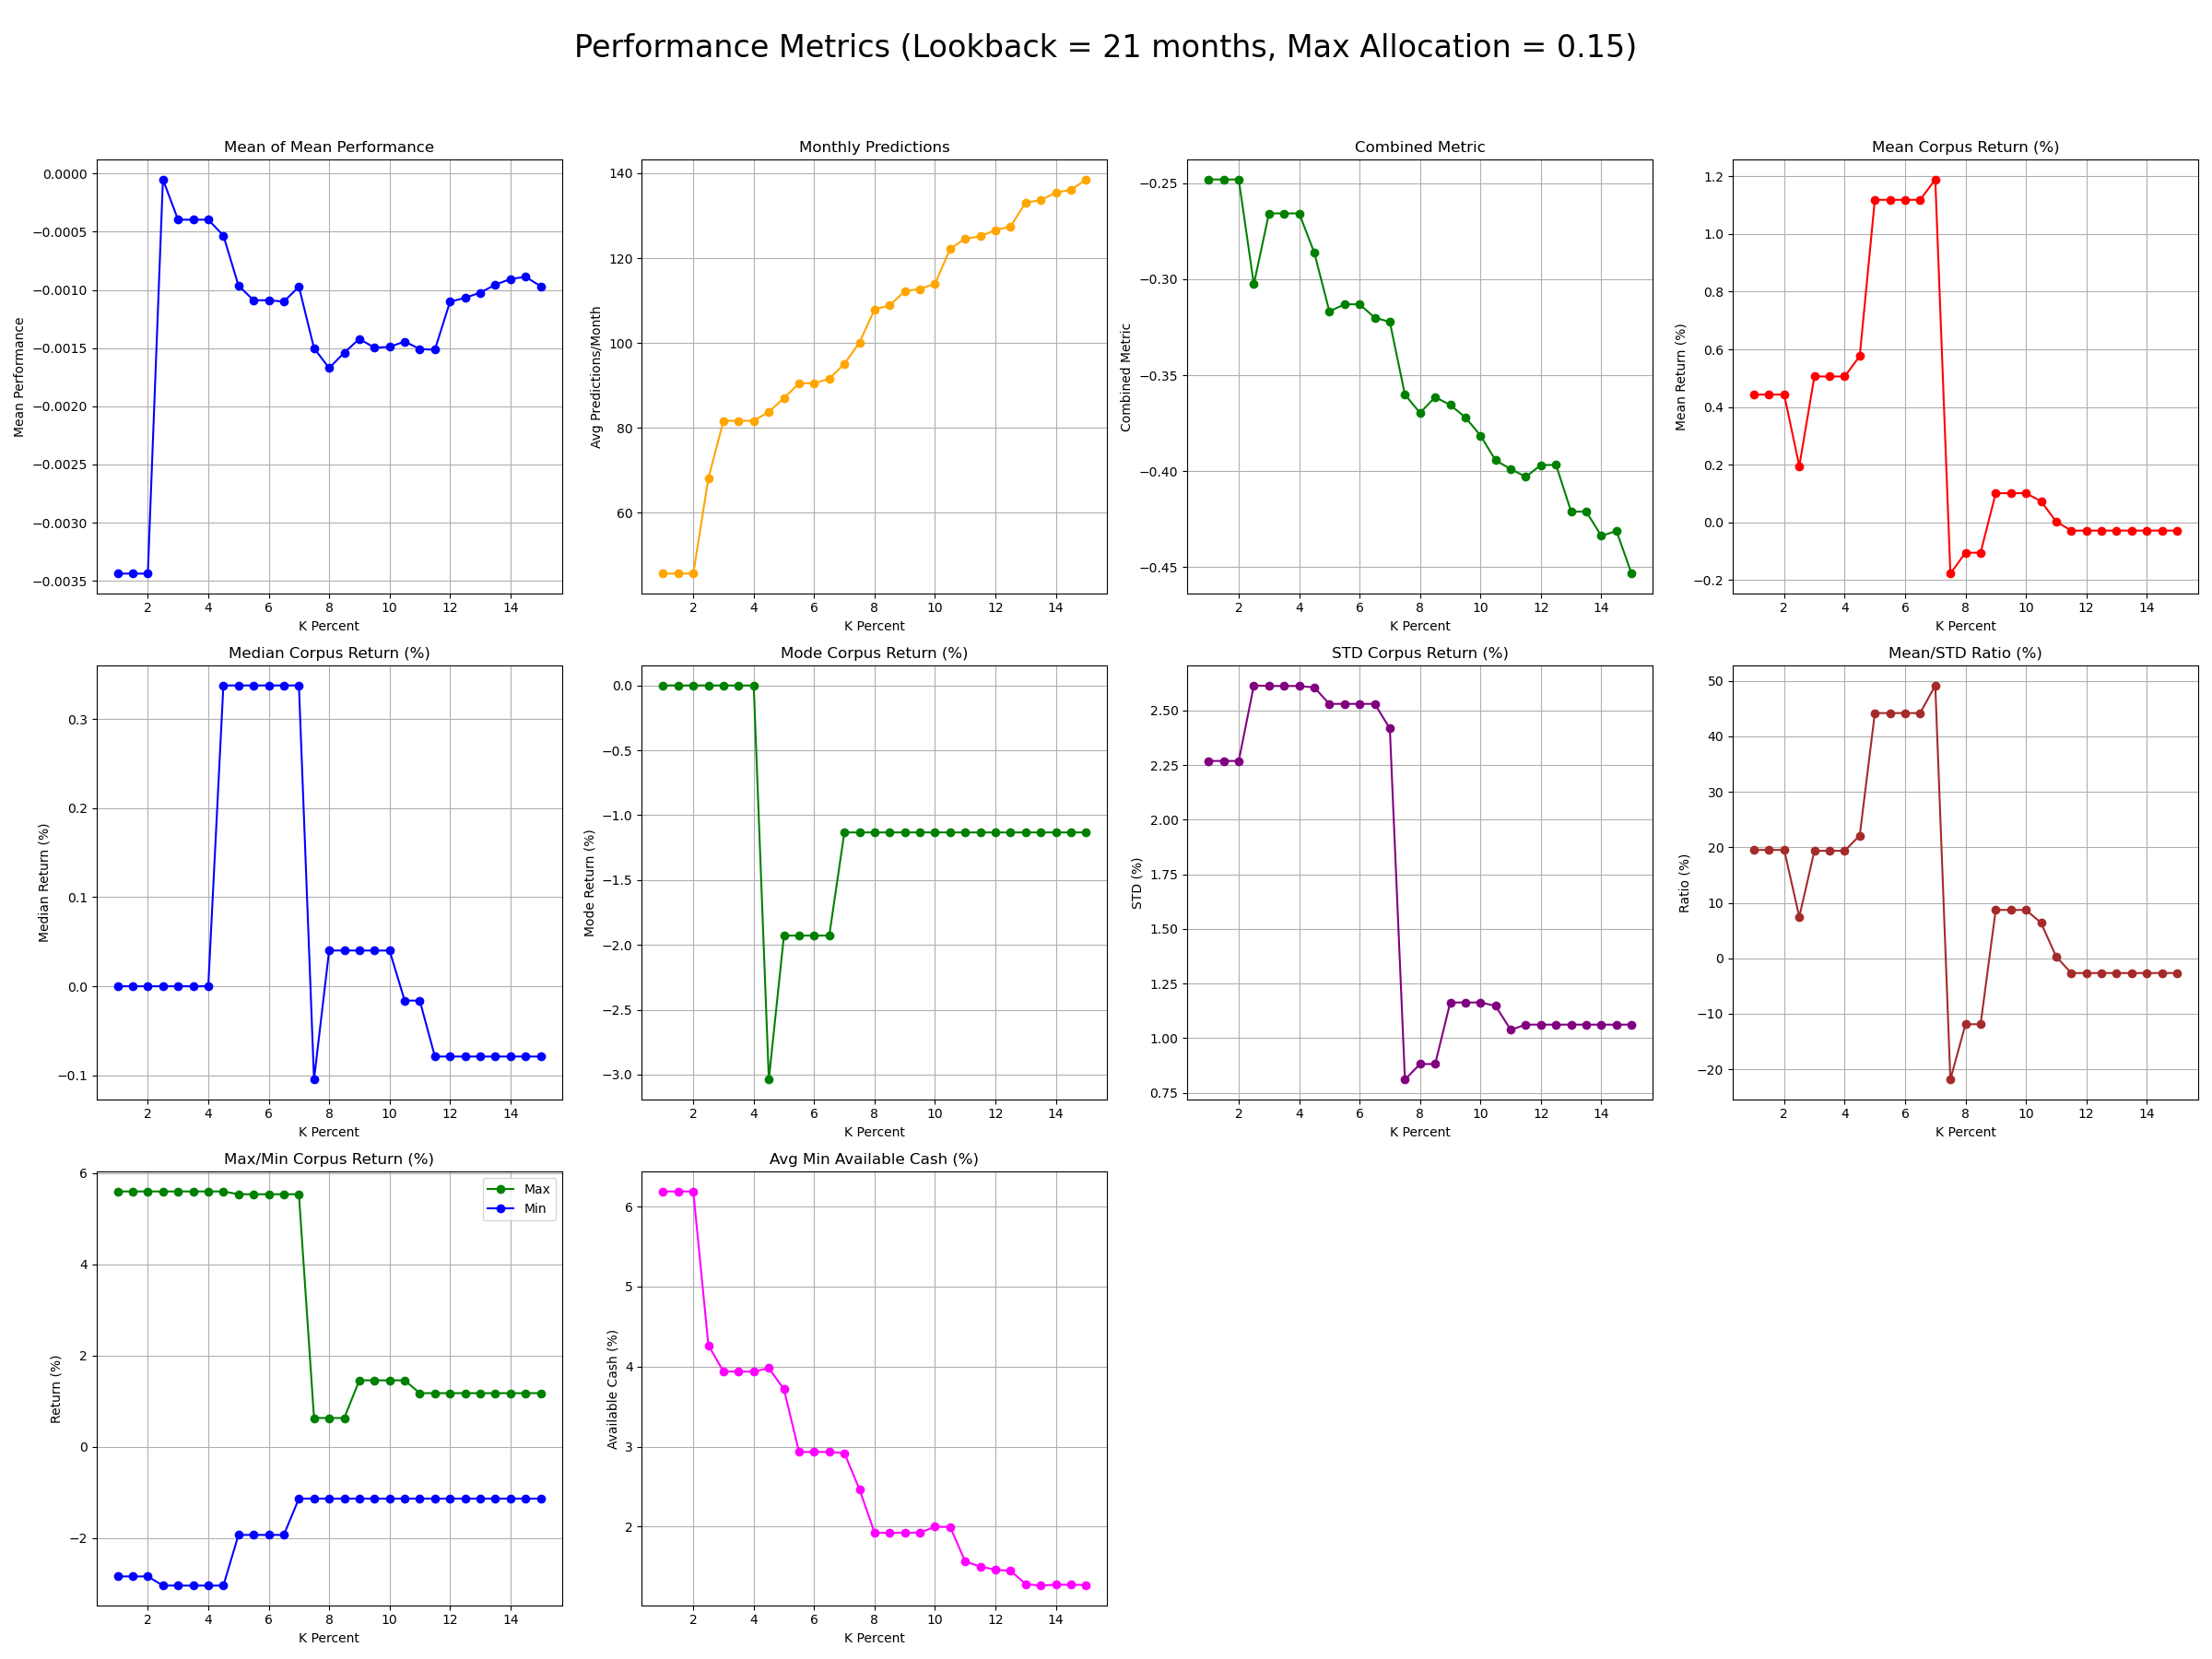 Performance Metrics (Lookback = 21 months, Max Allocation = 0.15)
Mean of Mean Performance
Mean Performance
0.0000
−0.0005
−0.0010
−0.0015
−0.0020
−0.0025
−0.0030
−0.0035
2 4 6 8 10 12 14
K Percent
Monthly Predictions
Avg Predictions/Month
140
120
100
80
60
2 4 6 8 10 12 14
K Percent
Combined Metric
Combined Metric
−0.25
−0.30
−0.35
−0.40
−0.45
2 4 6 8 10 12 14
K Percent
Mean Corpus Return (%)
Mean Return (%)
1.2
1.0
0.8
0.6
0.4
0.2
0.0
−0.2
2 4 6 8 10 12 14
K Percent
Median Corpus Return (%)
Median Return (%)
0.3
0.2
0.1
0.0
−0.1
2 4 6 8 10 12 14
K Percent
Mode Corpus Return (%)
Mode Return (%)
0.0
−0.5
−1.0
−1.5
−2.0
−2.5
−3.0
2 4 6 8 10 12 14
K Percent
STD Corpus Return (%)
STD (%)
2.50
2.25
2.00
1.75
1.50
1.25
1.00
0.75
2 4 6 8 10 12 14
K Percent
Mean/STD Ratio (%)
Ratio (%)
50
40
30
20
10
0
−10
−20
2 4 6 8 10 12 14
K Percent
Max/Min Corpus Return (%)
Return (%)
6
4
2
0
−2
Max
Min
2 4 6 8 10 12 14
K Percent
Avg Min Available Cash (%)
Available Cash (%)
6
5
4
3
2
2 4 6 8 10 12 14
K Percent